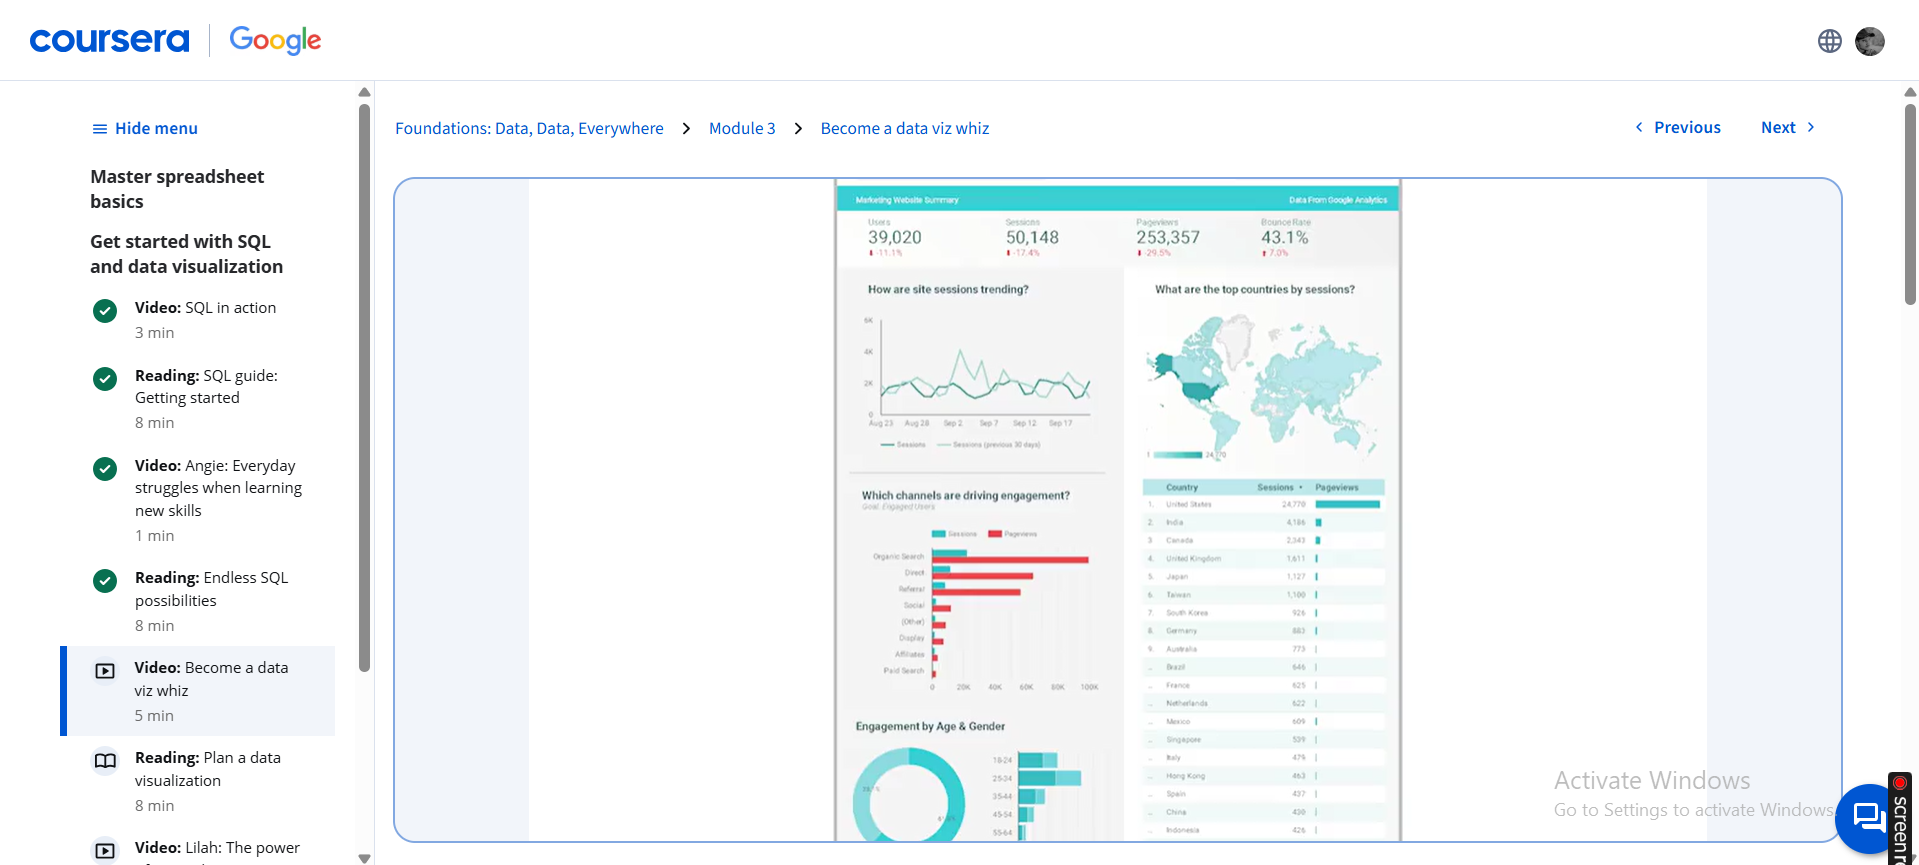 coursera
Google
Hide menu
Foundations: Data, Data, Everywhere
Module 3
Become a data viz whiz
Previous
Next
Master spreadsheet
basics
Get started with SQL
and data visualization
Video: SQL in action
3 min
Reading: SQL guide:
Getting started
8 min
Video: Angie: Everyday
struggles when learning
new skills
1 min
Reading: Endless SQL
possibilities
8 min
Video: Become a data
viz whiz
5 min
Reading: Plan a data
visualization
8 min
Video: Lilah: The power
Marketing Website Summary
Data From Google Analytics
Users
Sessions
Pageviews
Bounce Rate
39,020
50,148
253,357
43.1%
-11.1%
-17.4%
-29.5%
7.0%
How are site sessions trending?
6K
4K
2K
0
Aug 23 Aug 28 Sep 2 Sep 7 Sep 12 Sep 17
Sessions Sessions (previous 30 days)
Which channels are driving engagement?
Goal: Engaged Users
Sessions Pageviews
Organic Search
Direct
Referral
Social
(Other)
Display
Affiliates
Paid Search
0 20K 40K 60K 80K 100K
Engagement by Age & Gender
18-24
25-34
35-44
45-54
55-64
What are the top countries by sessions?
1 24,770
Country Sessions Pageviews
1. United States 24,770
2. India 4,186
3. Canada 2,343
4. United Kingdom 1,611
5. Japan 1,127
6. Taiwan 1,100
7. South Korea 926
8. Germany 883
9. Australia 773
... Brazil 646
... France 625
... Netherlands 622
... Mexico 609
... Singapore 539
... Italy 479
... Hong Kong 463
... Spain 437
... China 430
... Indonesia 426
Activate Windows
Go to Settings to activate Windows.
screen